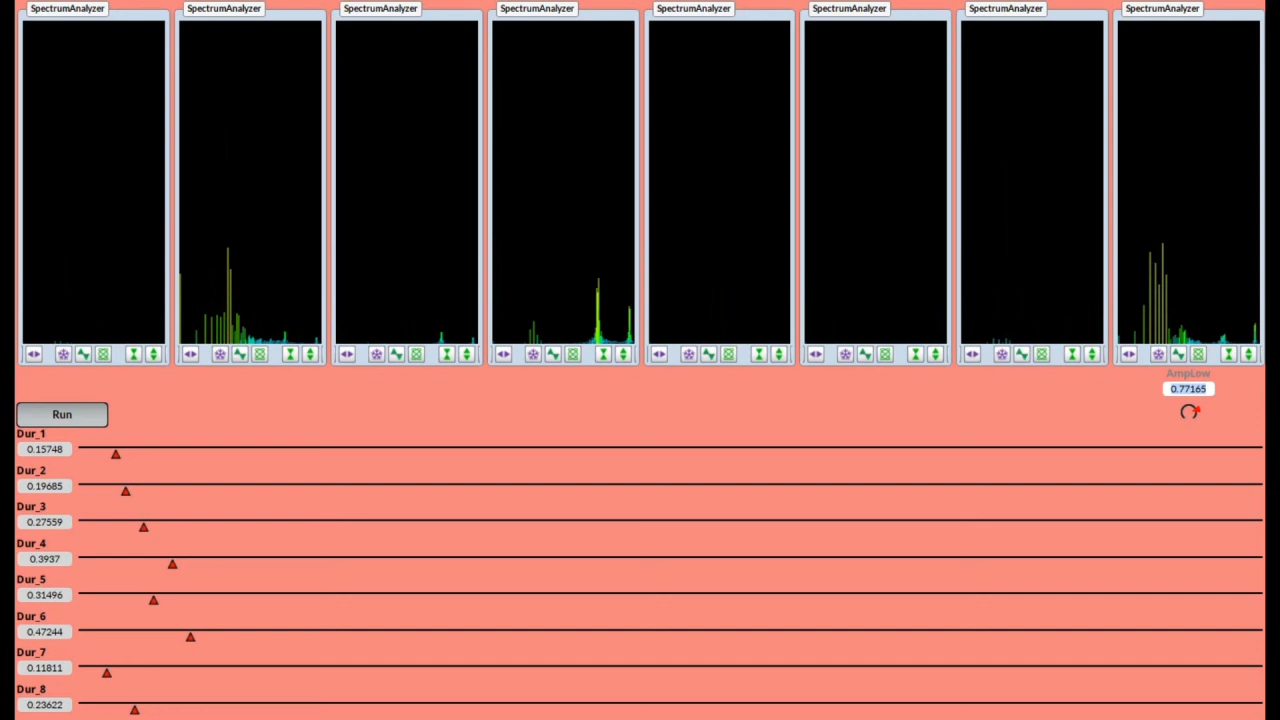 SpectrumAnalyzer SpectrumAnalyzer SpectrumAnalyzer SpectrumAnalyzer SpectrumAnalyzer SpectrumAnalyzer SpectrumAnalyzer SpectrumAnalyzer
AmpLow
0.77165
Run
Dur_1
0.15748
Dur_2
0.19685
Dur_3
0.27559
Dur_4
0.3937
Dur_5
0.31496
Dur_6
0.47244
Dur_7
0.11811
Dur_8
0.23622